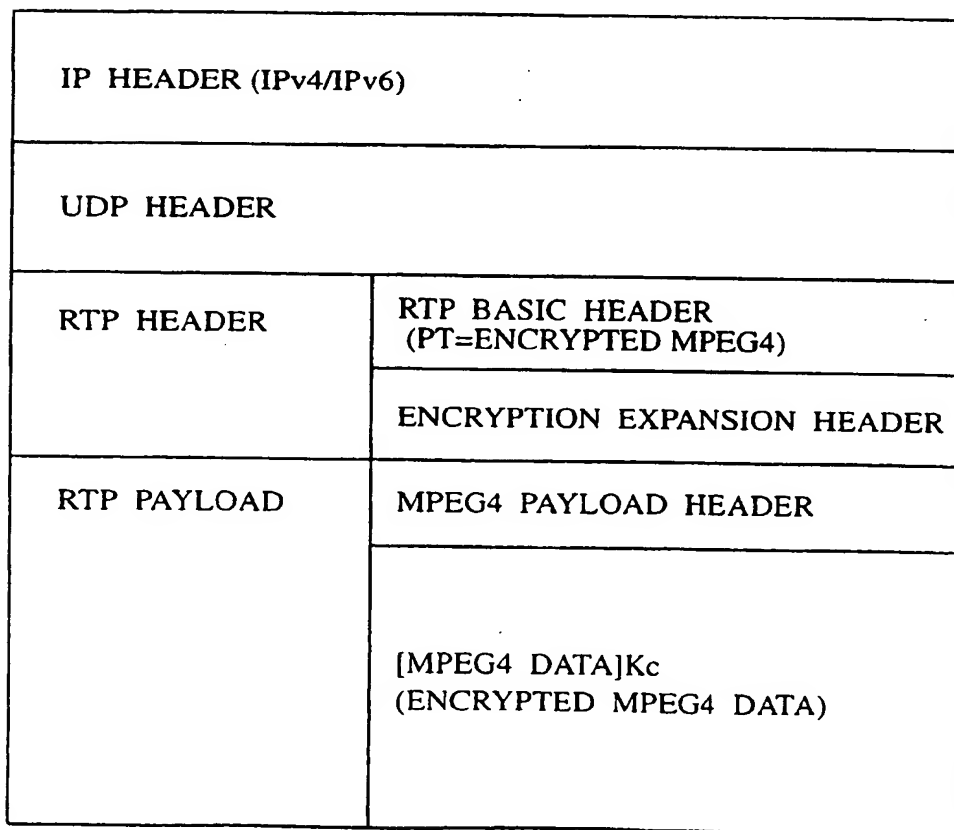 IP HEADER (IPv4/IPv6)
UDP HEADER
RTP HEADER
RTP BASIC HEADER
(PT=ENCRYPTED MPEG4)
ENCRYPTION EXPANSION HEADER
RTP PAYLOAD
MPEG4 PAYLOAD HEADER
[MPEG4 DATA]Kc
(ENCRYPTED MPEG4 DATA)